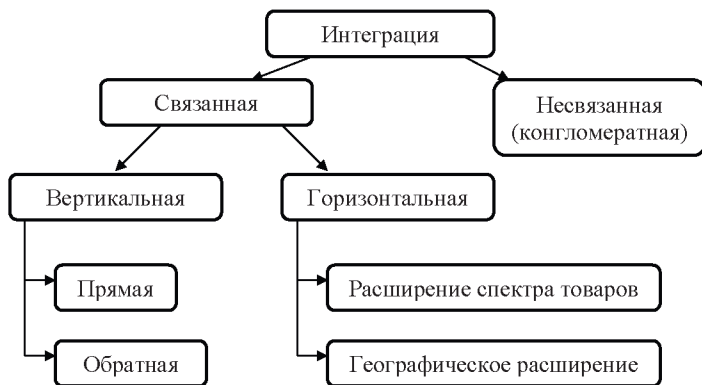 Интеграция
Связанная
Несвязанная
(конгломератная)
Вертикальная
Горизонтальная
Прямая
Расширение спектра товаров
Обратная
Географическое расширение